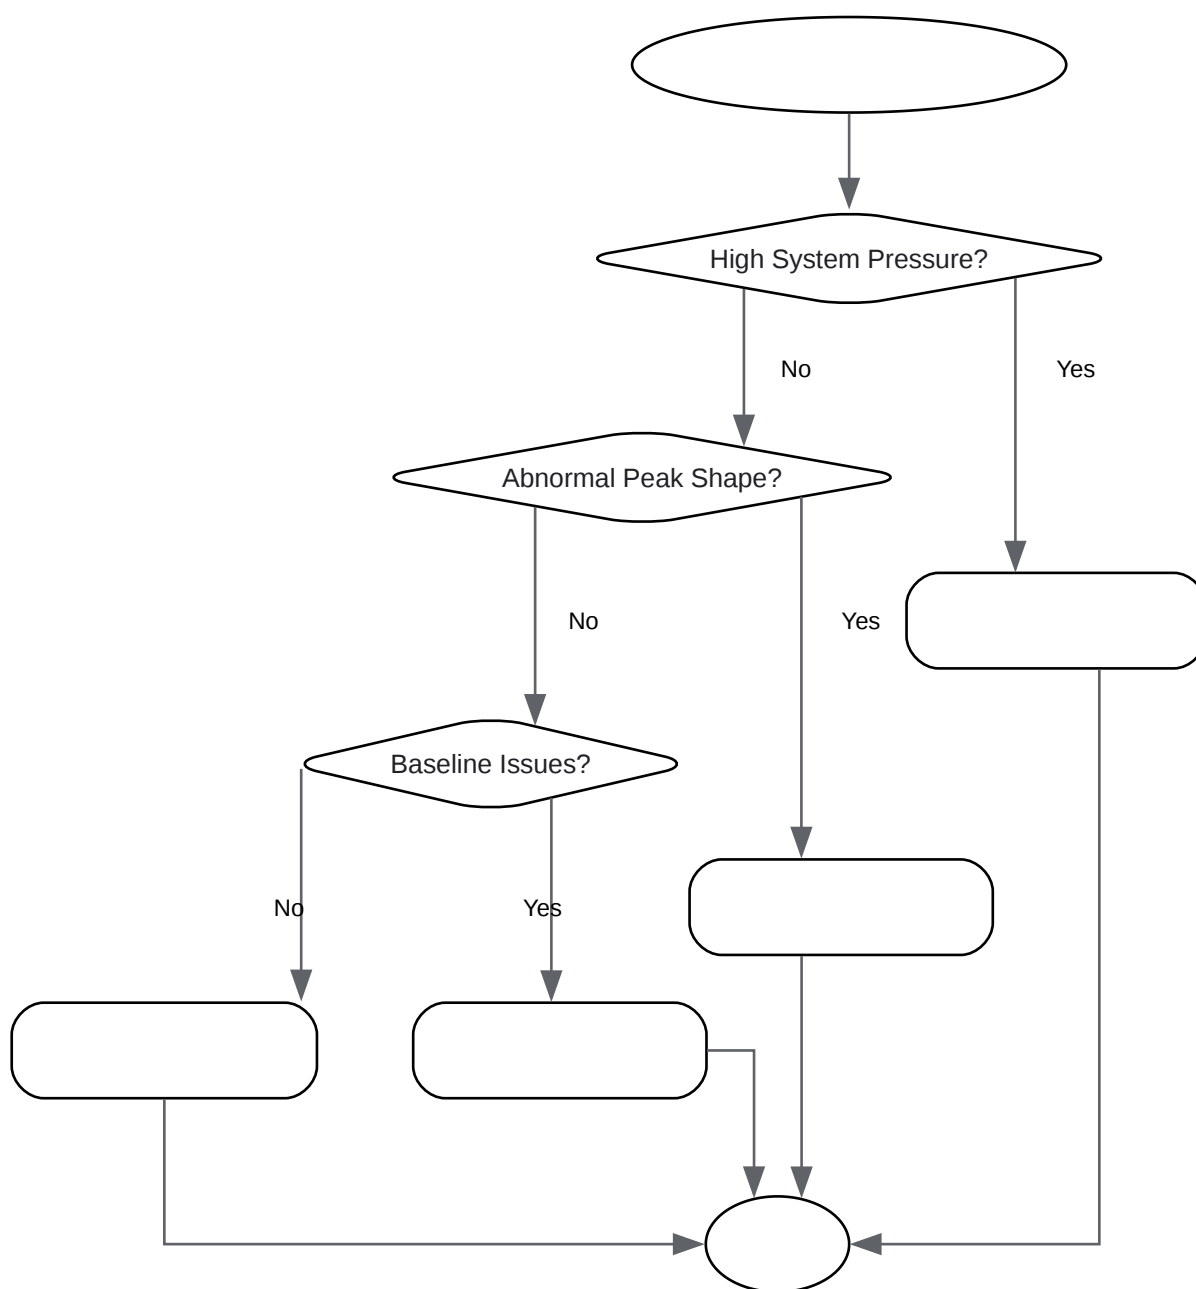 High System Pressure?
No
Yes
Abnormal Peak Shape?
No
Yes
Baseline Issues?
No
Yes